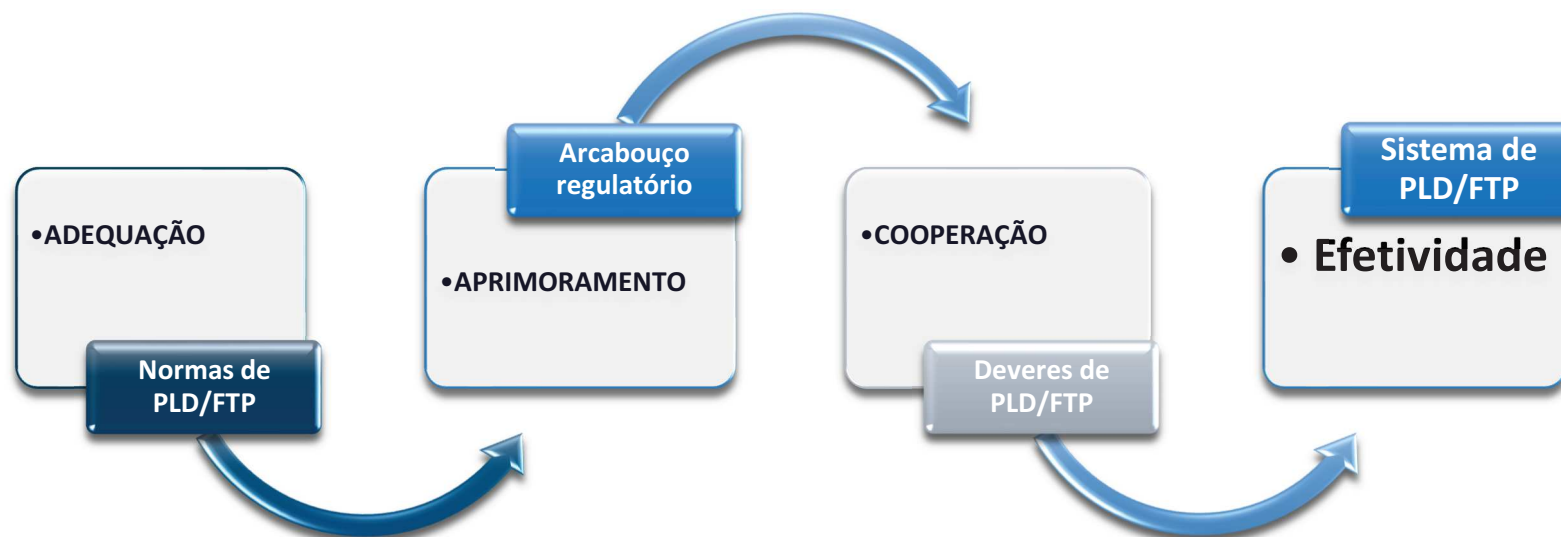 •ADEQUAÇÃO
Normas de
PLD/FTP
Arcabouço
regulatório
•APRIMORAMENTO
•COOPERAÇÃO
Deveres de
PLD/FTP
Sistema de
PLD/FTP
• Efetividade